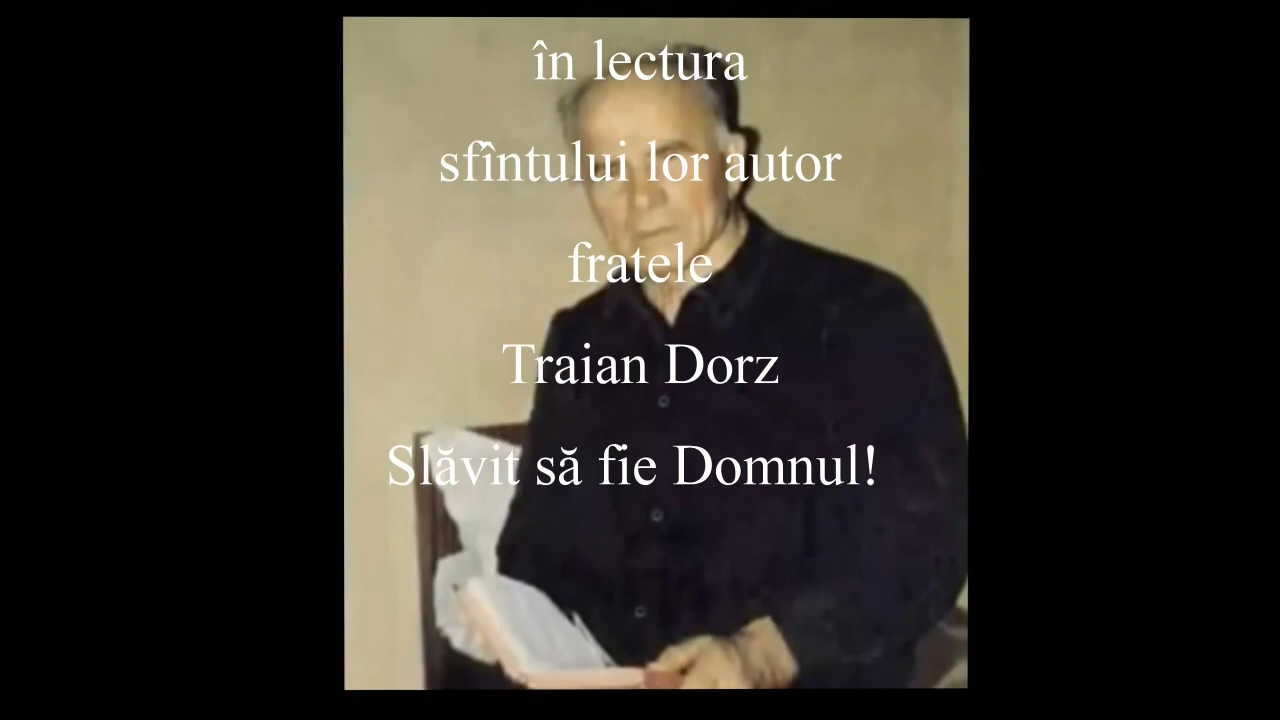 în lectura
sfîntului lor autor
fratele
Traian Dorz
Slăvit să fie Domnul!